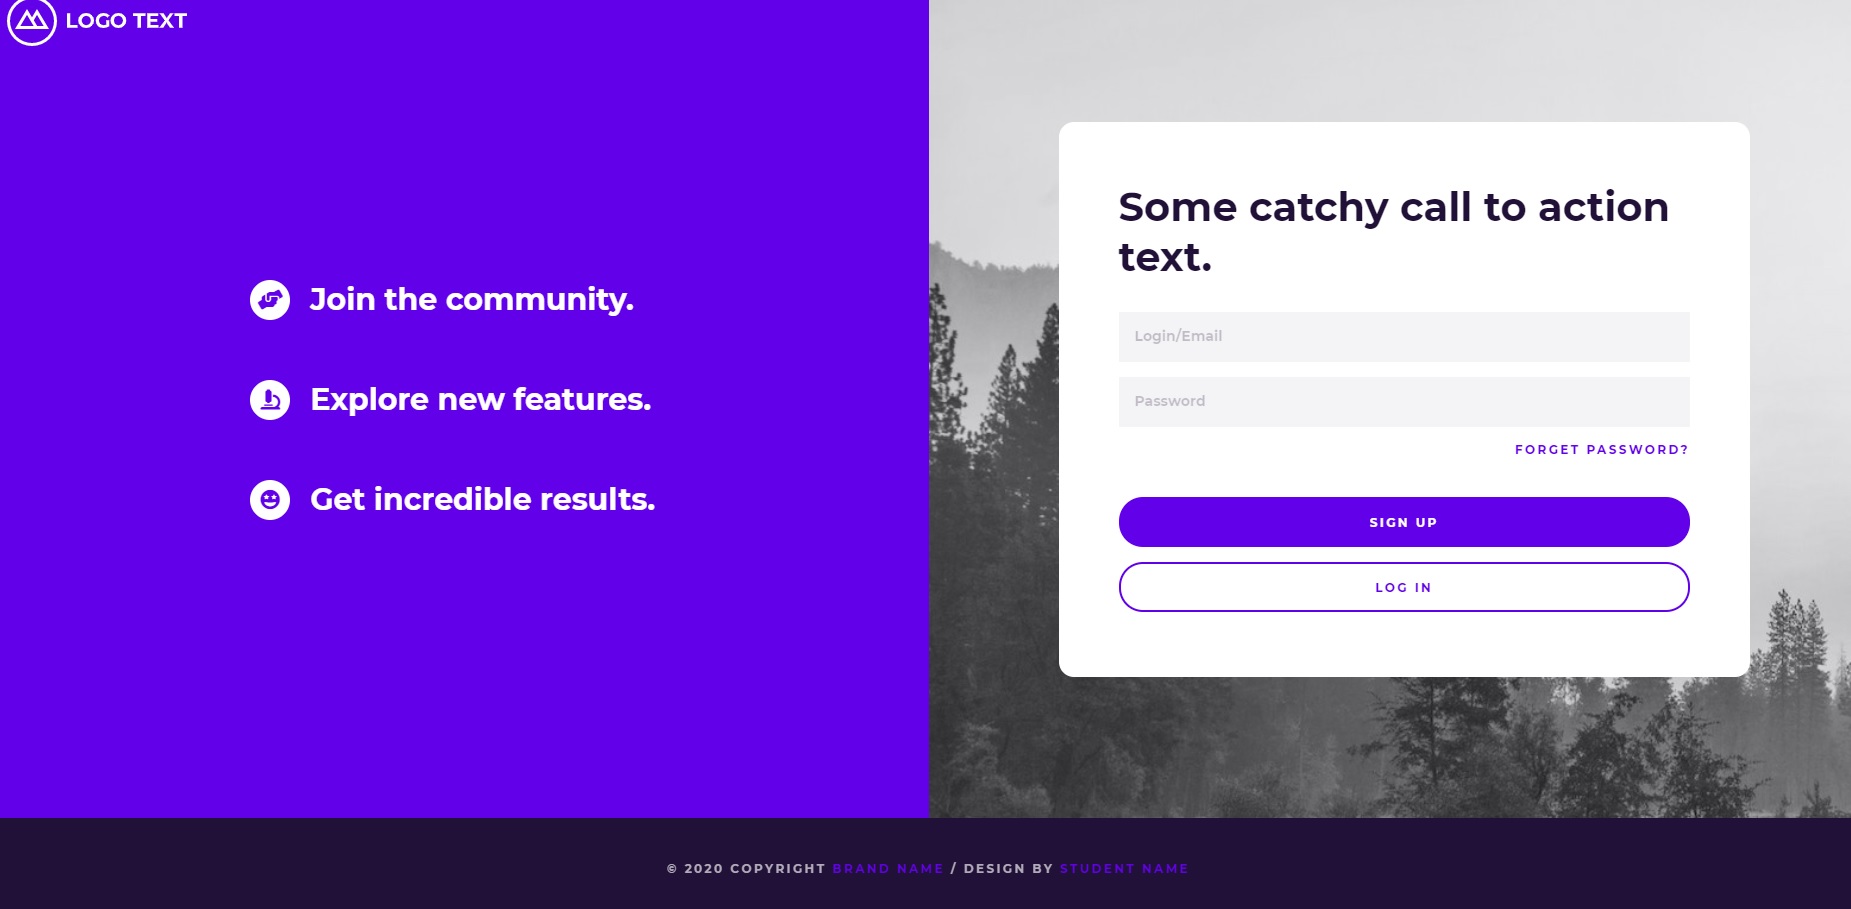 LOGO TEXT
Join the community.
Explore new features.
Get incredible results.
Some catchy call to action
text.
Login/Email
Password
FORGET PASSWORD?
SIGN UP
LOG IN
© 2020 COPYRIGHT BRAND NAME / DESIGN BY STUDENT NAME